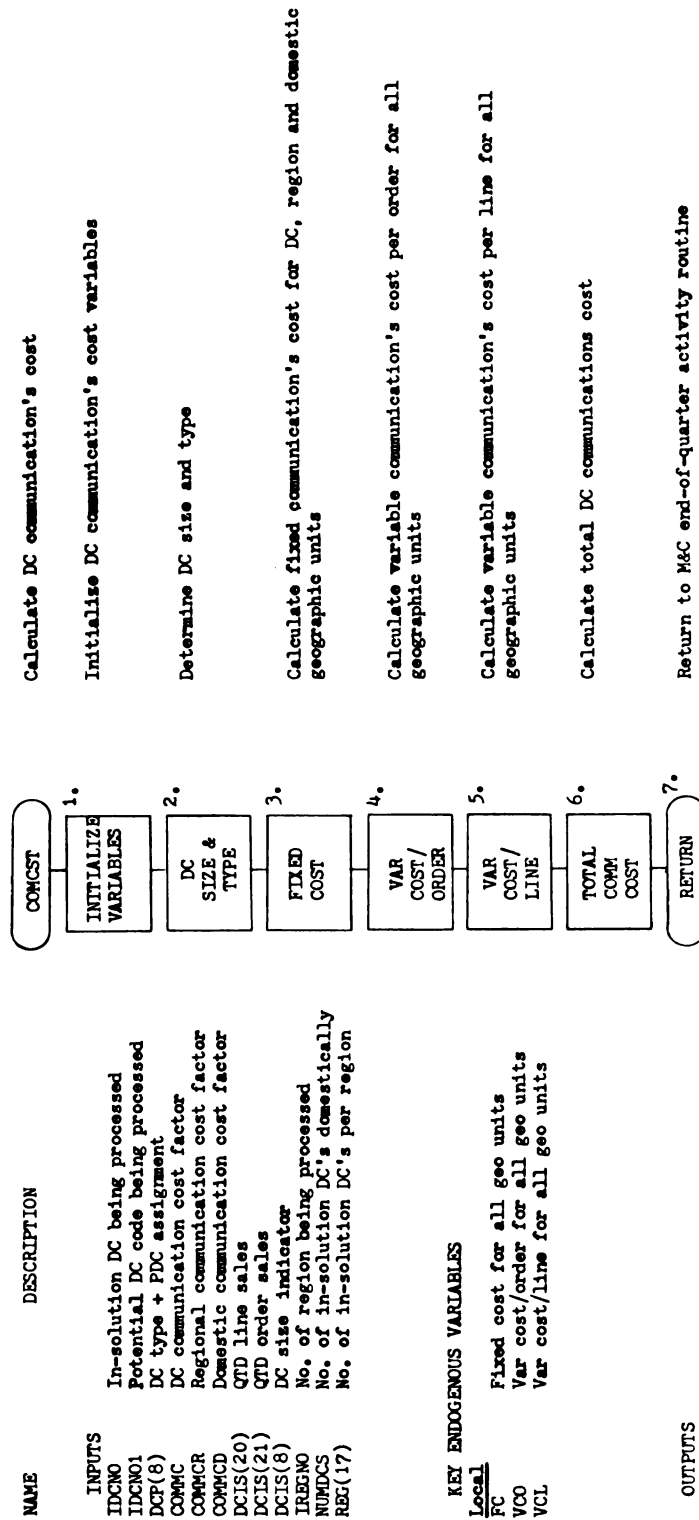 NAME DESCRIPTION
INPUTS
IDCNO In-solution DC being processed
IDCNO1 Potential DC code being processed
DCP(8) DC type + PDC assignment
COMMC DC communication cost factor
COMMCR Regional communication cost factor
COMMCD Domestic communication cost factor
DCIS(20) QTD line sales
DCIS(21) QTD order sales
DCIS(8) DC size indicator
IREGNO No. of region being processed
NUMDCS No. of in-solution DC's domestically
REG(17) No. of in-solution DC's per region
KEY ENDOGENOUS VARIABLES
Local
FC Fixed cost for all geo units
VCO Var cost/order for all geo units
VCL Var cost/line for all geo units
OUTPUTS
COMCST
1.
INITIALIZE
VARIABLES
2.
DC
SIZE &
TYPE
3.
FIXED
COST
4.
VAR
COST/
ORDER
5.
VAR
COST/
LINE
6.
TOTAL
COMM
COST
7.
RETURN
Calculate DC communication's cost
Initialize DC communication's cost variables
Determine DC size and type
Calculate fixed communication's cost for DC, region and domestic
geographic units
Calculate variable communication's cost per order for all
geographic units
Calculate variable communication's cost per line for all
geographic units
Calculate total DC communications cost
Return to M&C end-of-quarter activity routine